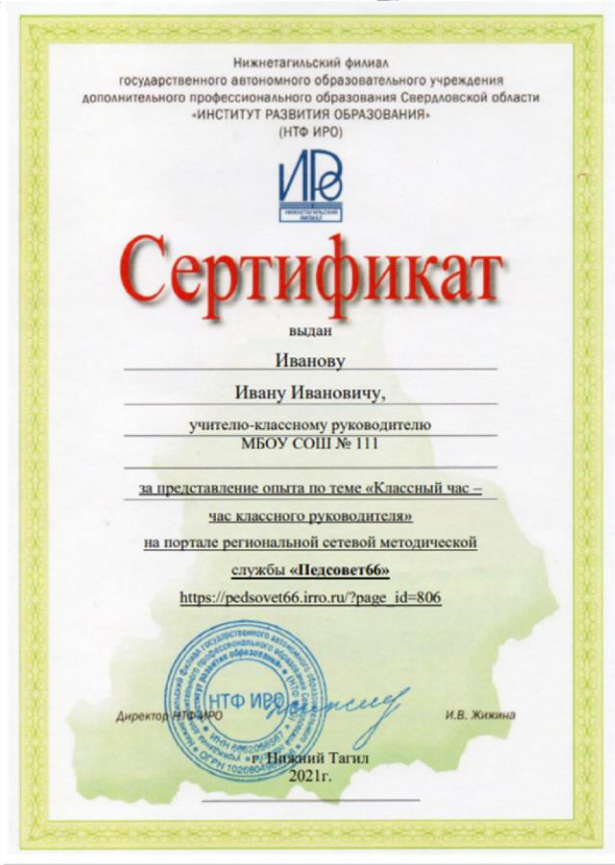 Нижнетагильский филиал
государственного автономного образовательного учреждения
дополнительного профессионального образования Свердловской области
«ИНСТИТУТ РАЗВИТИЯ ОБРАЗОВАНИЯ»
(НТФ ИРО)
ИРО
НИЖНЕТАГИЛЬСКИЙ
ФИЛИАЛ
Сертификат
выдан
Иванову
Ивану Ивановичу,
учителю-классному руководителю
МБОУ СОШ № 111
за представление опыта по теме «Классный час –
час классного руководителя»
на портале региональной сетевой методической
службы «Педсовет66»
https://pedsovet66.irro.ru/?page_id=806
НТФ ИРО
Директор НТФ ИРО
И.В. Жижина
г. Нижний Тагил
2021г.